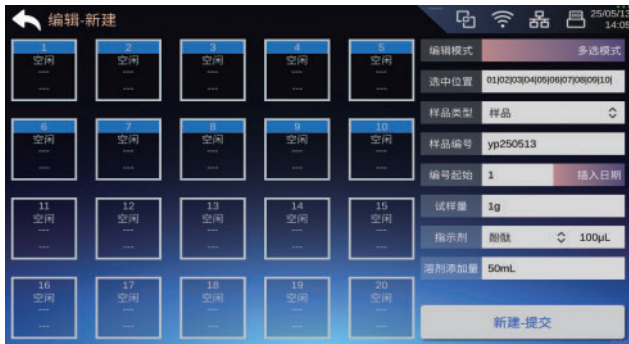 编辑-新建
25/05/13
14:05
1 2 3 4 5
空闲 空闲 空闲 空闲 空闲
--- --- --- --- ---
--- --- --- --- ---
6 7 8 9 10
空闲 空闲 空闲 空闲 空闲
--- --- --- --- ---
--- --- --- --- ---
11 12 13 14 15
空闲 空闲 空闲 空闲 空闲
--- --- --- --- ---
--- --- --- --- ---
16 17 18 19 20
空闲 空闲 空闲 空闲 空闲
--- --- --- --- ---
--- --- --- --- ---
编辑模式 多选模式
选中位置 01|02|03|04|05|06|07|08|09|10|
样品类型 样品
样品编号 yp250513
编号起始 1 插入日期
试样量 1g
指示剂 酚酞 100μL
溶剂添加量 50mL
新建-提交